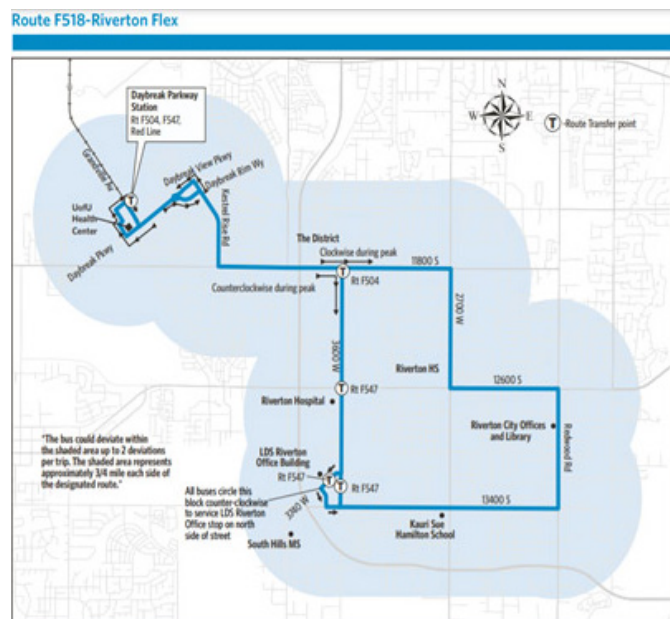 Route F518-Riverton Flex
Daybreak Parkway
Station
Rt F504, F547,
Red Line
N
W
E
S
T
-Route Transfer point
Grandville Av
T
Daybreak View Pkwy
Daybreak Rim Wy
UofU
Health
Center
Daybreak Pkwy
Kestrel Rise Rd
The District
Clockwise during peak
11800 S
T
Rt F504
Counterclockwise during peak
2700 W
3600 W
Riverton HS
T
Rt F547
12600 S
Riverton Hospital
Riverton City Offices
and Library
Redwood Rd
"The bus could deviate within
the shaded area up to 2 deviations
per trip. The shaded area represents
approximately 3/4 mile each side of
the designated route."
LDS Riverton
Office Building
Rt F547
T
T
Rt F547
All buses circle this
block counter-clockwise
to service LDS Riverton
Office stop on north
side of street
3740 W
13400 S
Kauri Sue
Hamilton School
South Hills MS